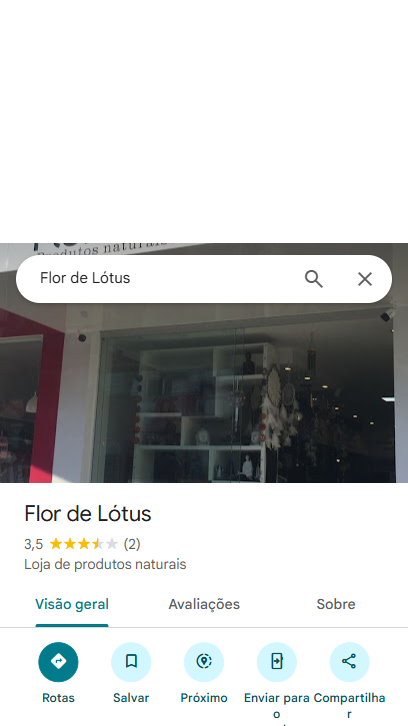 Produtos naturais
Flor de Lótus
Flor de Lótus
3,5 (2)
Loja de produtos naturais
Visão geral Avaliações Sobre
Rotas Salvar Próximo Enviar para Compartilha
o r